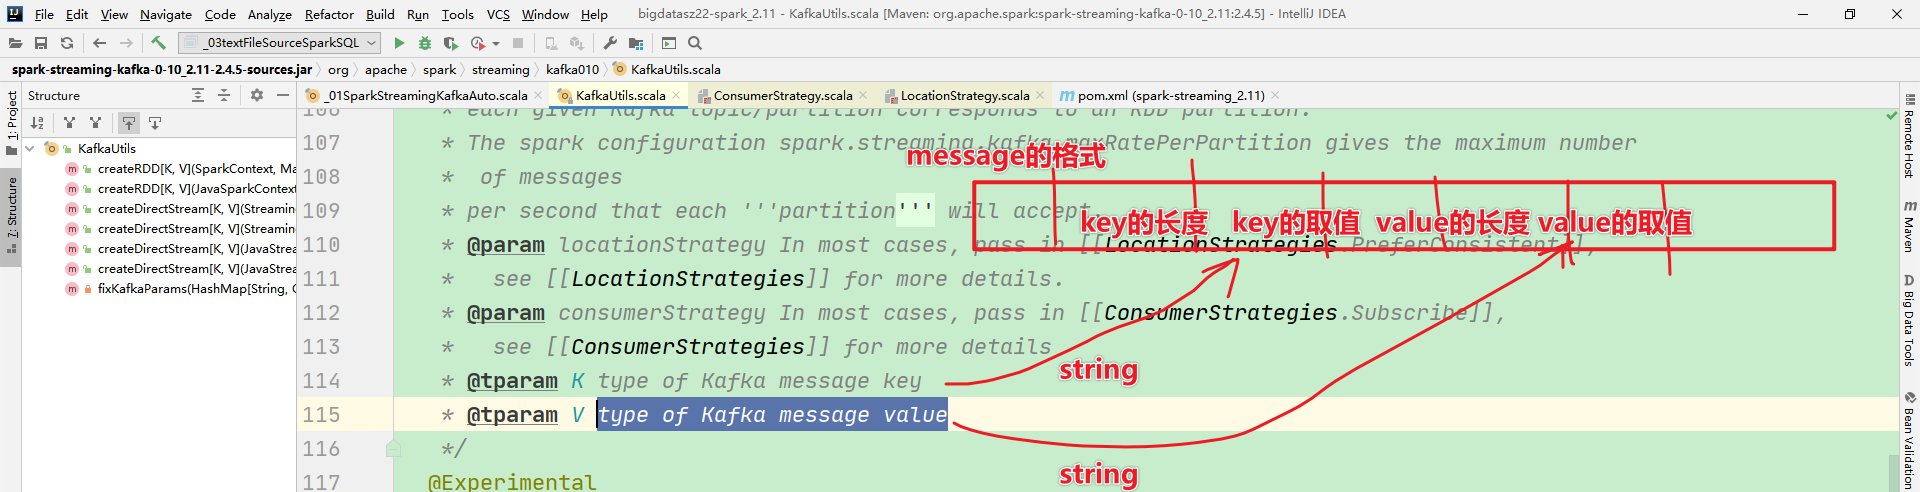 File Edit View Navigate Code Analyze Refactor Build Run Tools VCS Window Help bigdatasz22-spark_2.11 - KafkaUtils.scala [Maven: org.apache.spark:spark-streaming-kafka-0-10_2.11:2.4.5] - IntelliJ IDEA
_03textFileSourceSparkSQL
spark-streaming-kafka-0-10_2.11-2.4.5-sources.jar org apache spark streaming kafka010 KafkaUtils.scala
Structure
_01SparkStreamingKafkaAuto.scala KafkaUtils.scala ConsumerStrategy.scala LocationStrategy.scala pom.xml (spark-streaming_2.11)
1: Project
7: Structure
KafkaUtils
createRDD[K, V](SparkContext, Ma
createRDD[K, V](JavaSparkContext
createDirectStream[K, V](Streamin
createDirectStream[K, V](Streamin
createDirectStream[K, V](JavaStrea
createDirectStream[K, V](JavaStrea
fixKafkaParams(HashMap[String, O
106 * each given Kafka topic/partition corresponds to an RDD partition.
107 * The spark configuration spark.streaming.kafka.maxRatePerPartition gives the maximum number
message的格式
108 * of messages
109 * per second that each '''partition''' will accept.
key的长度 key的取值 value的长度 value的取值
110 * @param locationStrategy In most cases, pass in [[LocationStrategies.PreferConsistent]],
111 * see [[LocationStrategies]] for more details.
112 * @param consumerStrategy In most cases, pass in [[ConsumerStrategies.Subscribe]],
113 * see [[ConsumerStrategies]] for more details
string
114 * @tparam K type of Kafka message key
115 * @tparam V type of Kafka message value
116 */
string
117 @Experimental
Remote Host
Maven
Big Data Tools
Bean Validation